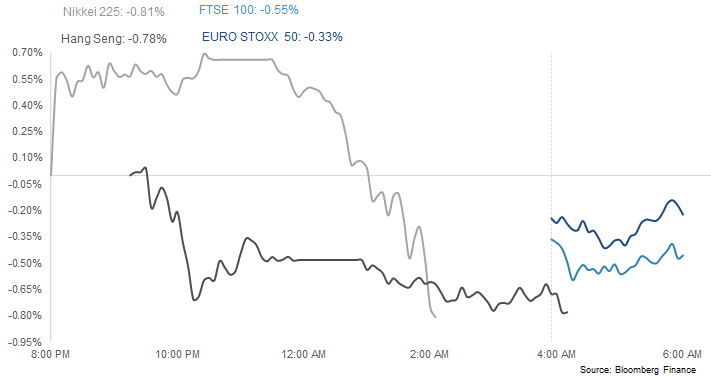 Nikkei 225: -0.81%
FTSE 100: -0.55%
Hang Seng: -0.78%
EURO STOXX 50: -0.33%
0.70%
0.55%
0.40%
0.25%
0.10%
-0.05%
-0.20%
-0.35%
-0.50%
-0.65%
-0.80%
-0.95%
8:00 PM
10:00 PM
12:00 AM
2:00 AM
4:00 AM
6:00 AM
Source: Bloomberg Finance